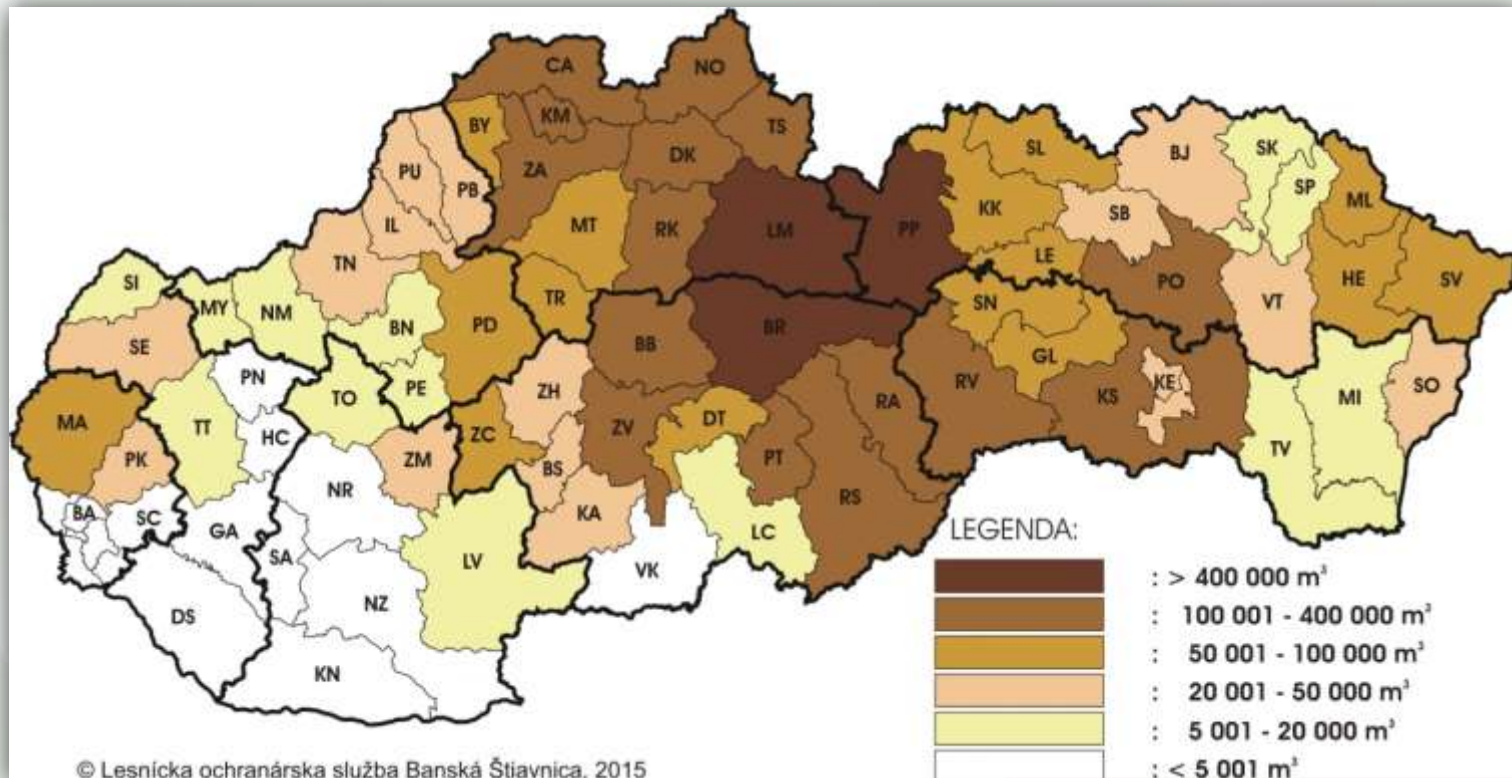 CA
NO
KM
TS
BY
ZA
DK
PU
PB
IL
MT
RK
LM
PP
KK
SL
BJ
SK
SP
SB
ML
LE
PO
VT
HE
SV
TN
TR
SI
MY
NM
BN
PD
SE
PE
PN
TO
TT
HC
MA
PK
BA
SC
GA
DS
NR
SA
NZ
KN
ZM
LV
ZC
ZH
BS
KA
BB
BR
ZV
DT
PT
LC
VK
RA
RS
RV
SN
GL
KS
KE
TV
MI
SO
LEGENDA:
: > 400 000 m³
: 100 001 - 400 000 m³
: 50 001 - 100 000 m³
: 20 001 - 50 000 m³
: 5 001 - 20 000 m³
: < 5 001 m³
© Lesnícka ochranárska služba Banská Štiavnica, 2015